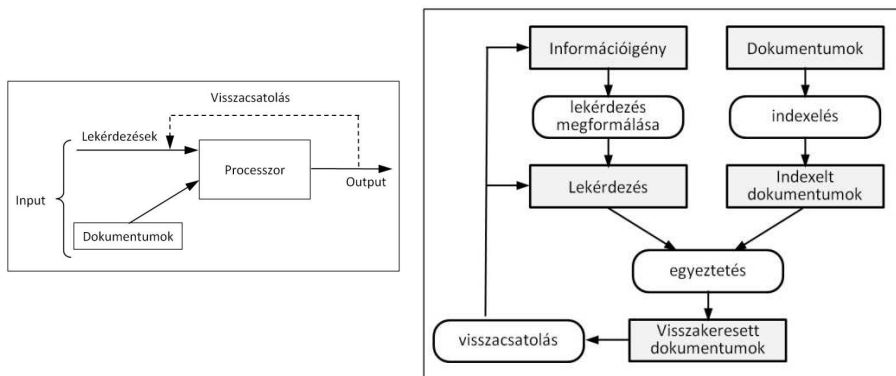 Visszacsatolás
Lekérdezések
Processzor
Output
Input
Dokumentumok
Információigény
Dokumentumok
lekérdezés
megformálása
indexelés
Lekérdezés
Indexelt
dokumentumok
egyeztetés
visszacsatolás
Visszakeresett
dokumentumok